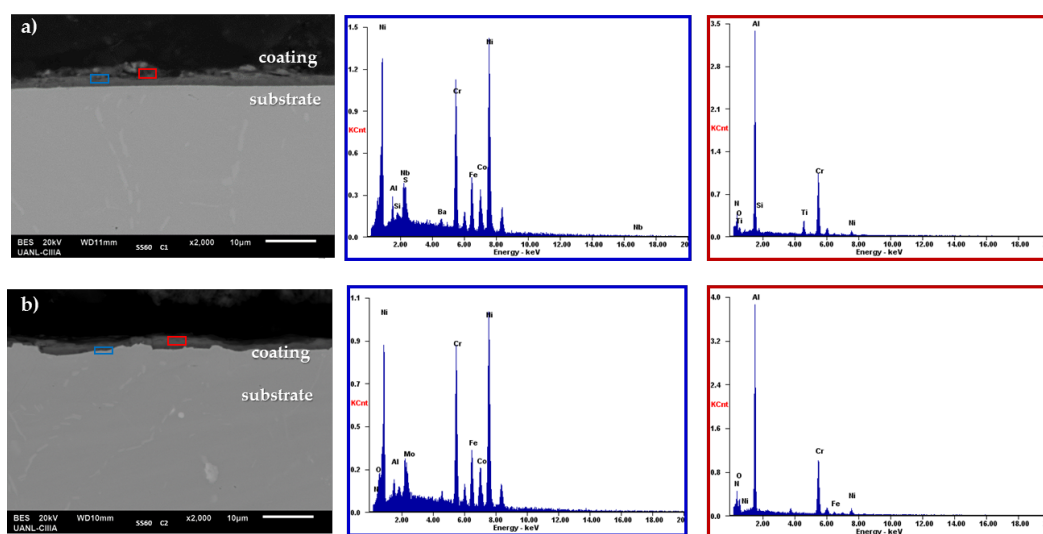 a)
coating
substrate
BES 20kV WD11mm SS60 C1 x2,000 10µm
UANL-CIIIA
1.5
1.2
0.9
KCnt
0.6
0.3
0.0
Ni
Ni
Cr
Nb
S
Al
Si
Ba
Fe
Co
Nb
2.00 4.00 6.00 8.00 10.00 12.00 14.00 16.00 18.00 20
Energy - keV
3.5
2.8
2.1
KCnt
1.4
0.7
0.0
Al
N
O
Ti
Si
Ti
Cr
Ni
2.00 4.00 6.00 8.00 10.00 12.00 14.00 16.00 18.00
Energy - keV
b)
coating
substrate
BES 20kV WD10mm SS60 C2 x2,000 10µm
UANL-CIIIA
1.1
0.9
0.7
KCnt
0.4
0.2
0.0
Ni
Ni
Cr
O
N
Al
Mo
Fe
Co
2.00 4.00 6.00 8.00 10.00 12.00 14.00 16.00 18.00 20
Energy - keV
4.0
3.2
2.4
KCnt
1.6
0.8
0.0
Al
O
N
Ni
Cr
Fe
Ni
2.00 4.00 6.00 8.00 10.00 12.00 14.00 16.00 18.00
Energy - keV